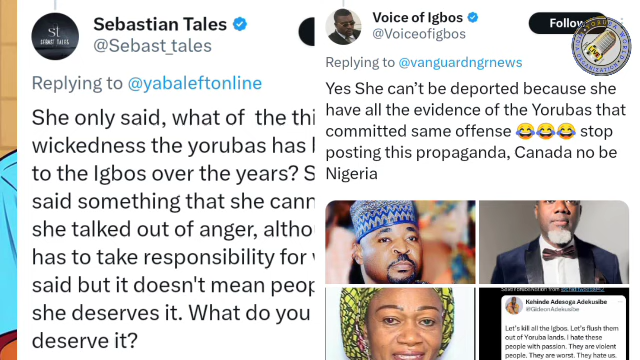 Sebastian Tales
@Sebast_tales
Replying to @yabaleftonline
She only said, what of the thi
wickedness the yorubas has
to the Igbos over the years? S
said something that she cann
she talked out of anger, altho
has to take responsibility for
said but it doesn't mean peop
she deserves it. What do you
deserve it?
Voice of Igbos
@Voiceofigbos
Follow
Replying to @vanguardngrnews
Yes She can't be deported because she
have all the evidence of the Yorubas that
committed same offense 😂😂😂 stop
posting this propaganda, Canada no be
Nigeria
Kehinde Adesoga Adekusibe
@GideonAdekusibe
Let's kill all the Igbos. Let's flush them
out of Yoruba lands. I hate these
people with passion. They are violent
people. They are worst. They hate us.